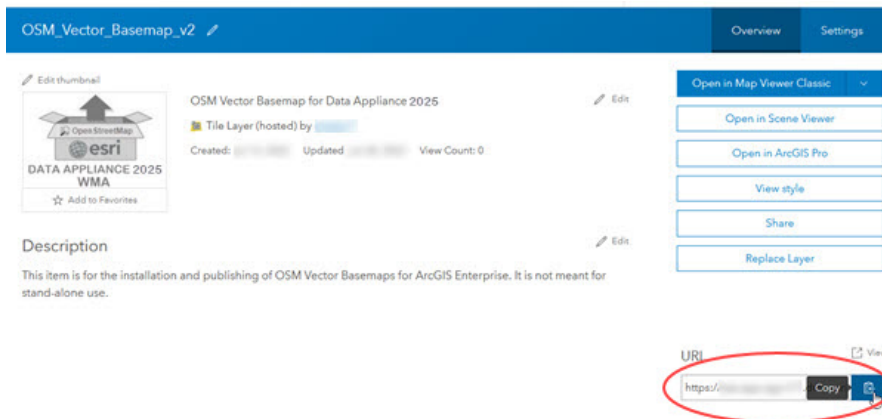 OSM_Vector_Basemap_v2
Overview
Settings
Edit thumbnail
OpenStreetMap
esri
DATA APPLIANCE 2025
WMA
Add to Favorites
OSM Vector Basemap for Data Appliance 2025
Edit
Tile Layer (hosted) by
Created: Updated View Count: 0
Open in Map Viewer Classic
Open in Scene Viewer
Open in ArcGIS Pro
View style
Share
Replace Layer
Description
Edit
This item is for the installation and publishing of OSM Vector Basemaps for ArcGIS Enterprise. It is not meant for
stand-alone use.
URL
https://
Copy